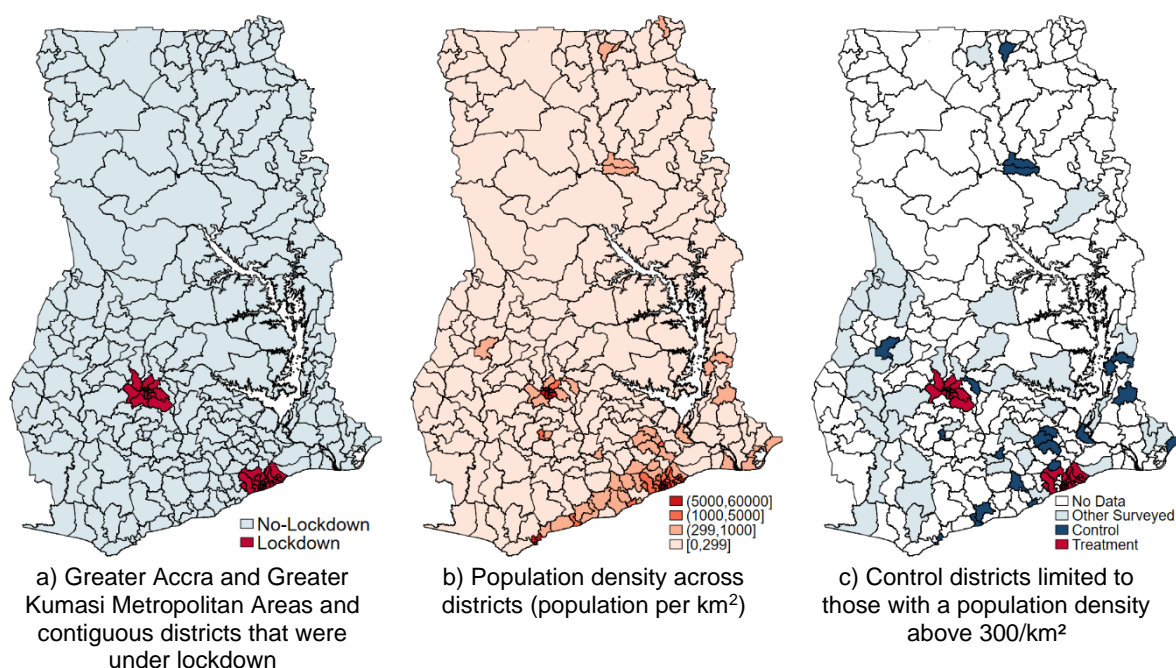 No-Lockdown
Lockdown
a) Greater Accra and Greater
Kumasi Metropolitan Areas and
contiguous districts that were
under lockdown
(5000,60000]
(1000,5000]
(299,1000]
[0,299]
b) Population density across
districts (population per km²)
No Data
Other Surveyed
Control
Treatment
c) Control districts limited to
those with a population density
above 300/km²